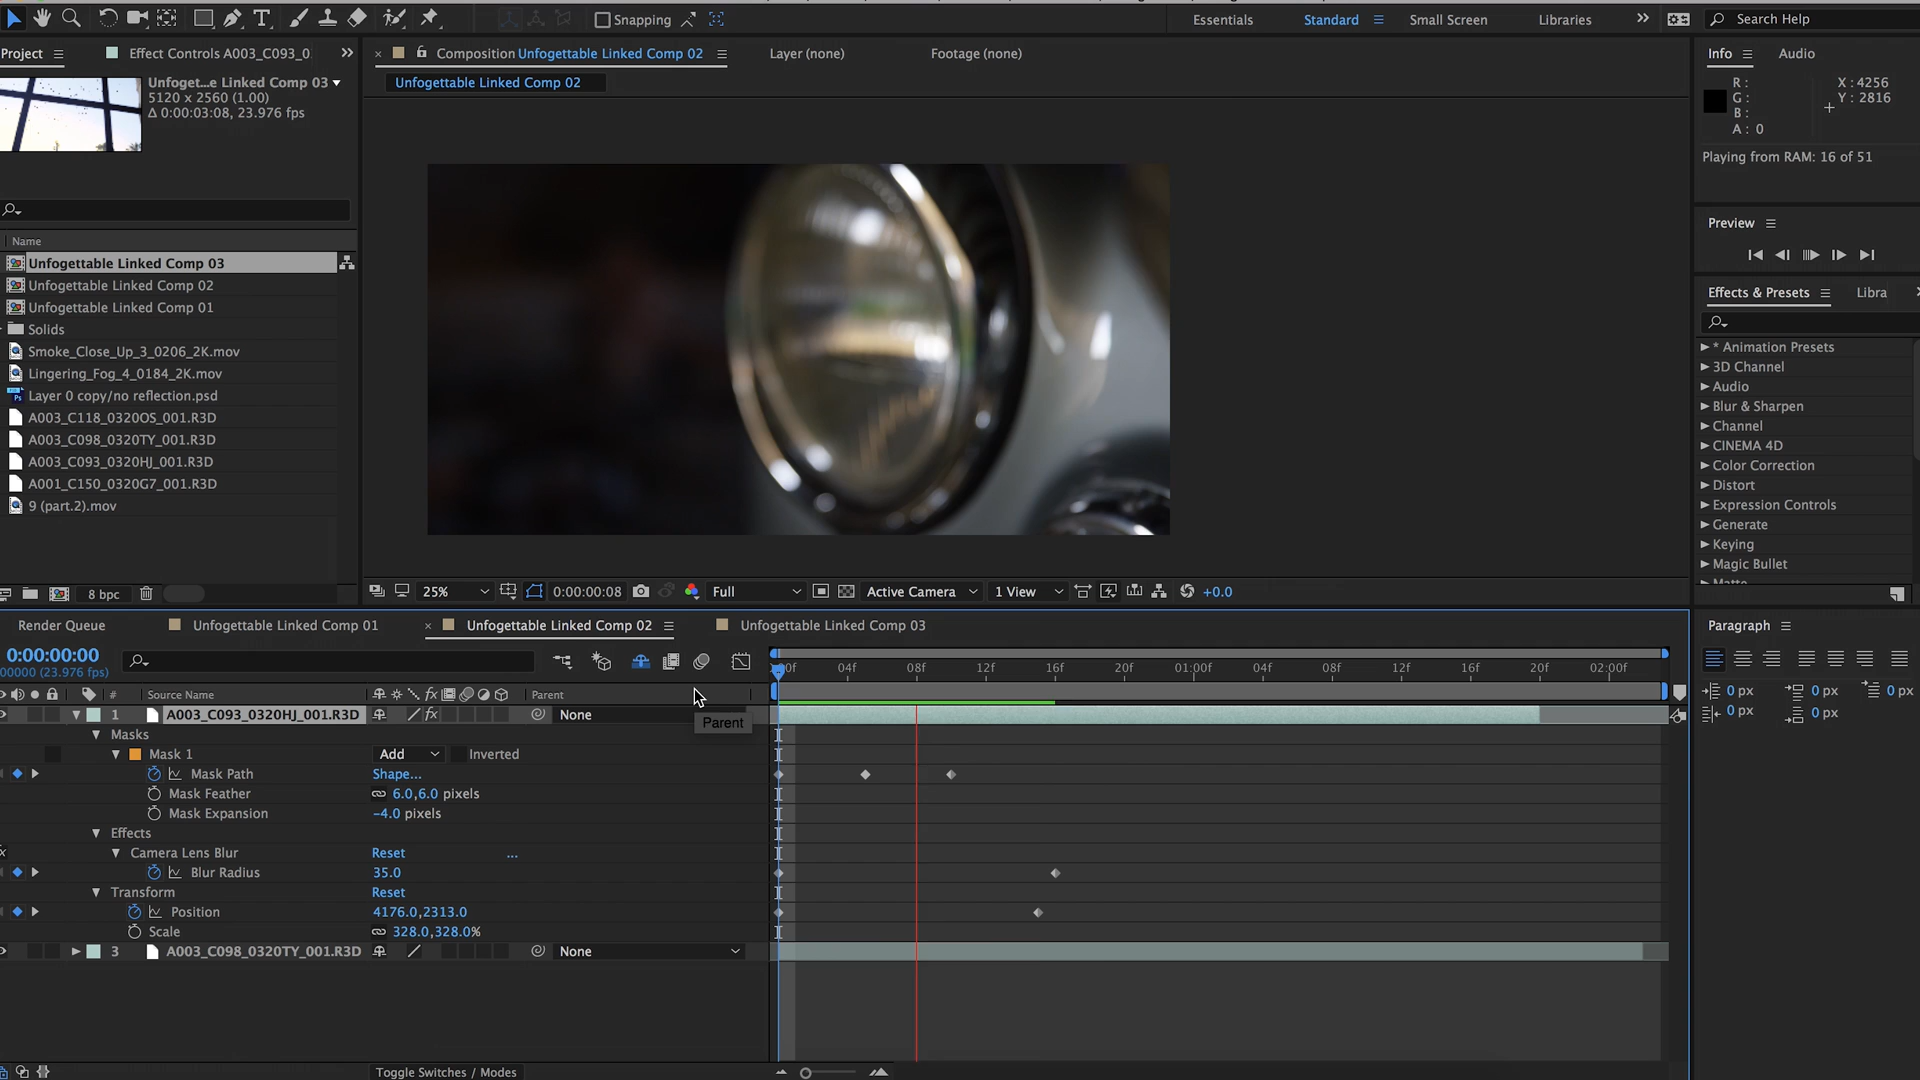 Snapping
Essentials
Standard
Small Screen
Libraries
Search Help
Project
Effect Controls A003_C093_0
Composition Unfogettable Linked Comp 02
Layer (none)
Footage (none)
Info
Audio
Unfogettable Linked Comp 02
Unfoget...e Linked Comp 03
5120 x 2560 (1.00)
Δ 0:00:03:08, 23.976 fps
R :
G :
B :
A : 0
X : 4256
Y : 2816
Playing from RAM: 16 of 51
Preview
Effects & Presets
Libra
Name
Unfogettable Linked Comp 03
Unfogettable Linked Comp 02
Unfogettable Linked Comp 01
Solids
Smoke_Close_Up_3_0206_2K.mov
Lingering_Fog_4_0184_2K.mov
Layer 0 copy/no reflection.psd
A003_C118_0320OS_001.R3D
A003_C098_0320TY_001.R3D
A003_C093_0320HJ_001.R3D
A001_C150_0320G7_001.R3D
9 (part.2).mov
* Animation Presets
3D Channel
Audio
Blur & Sharpen
Channel
CINEMA 4D
Color Correction
Distort
Expression Controls
Generate
Keying
Magic Bullet
Matte
8 bpc
25%
0:00:00:08
Full
Active Camera
1 View
+0.0
Render Queue
Unfogettable Linked Comp 01
Unfogettable Linked Comp 02
Unfogettable Linked Comp 03
Paragraph
0:00:00:00
00000 (23.976 fps)
00f 04f 08f 12f 16f 20f 01:00f 04f 08f 12f 16f 20f 02:00f
# Source Name
Parent
0 px
0 px
0 px
0 px
0 px
1 A003_C093_0320HJ_001.R3D
None
Parent
Masks
Mask 1
Add
Inverted
Mask Path
Shape...
Mask Feather
6.0,6.0 pixels
Mask Expansion
-4.0 pixels
Effects
Camera Lens Blur
Reset
...
Blur Radius
35.0
Transform
Reset
Position
4176.0,2313.0
Scale
328.0,328.0%
3 A003_C098_0320TY_001.R3D
None
Toggle Switches / Modes